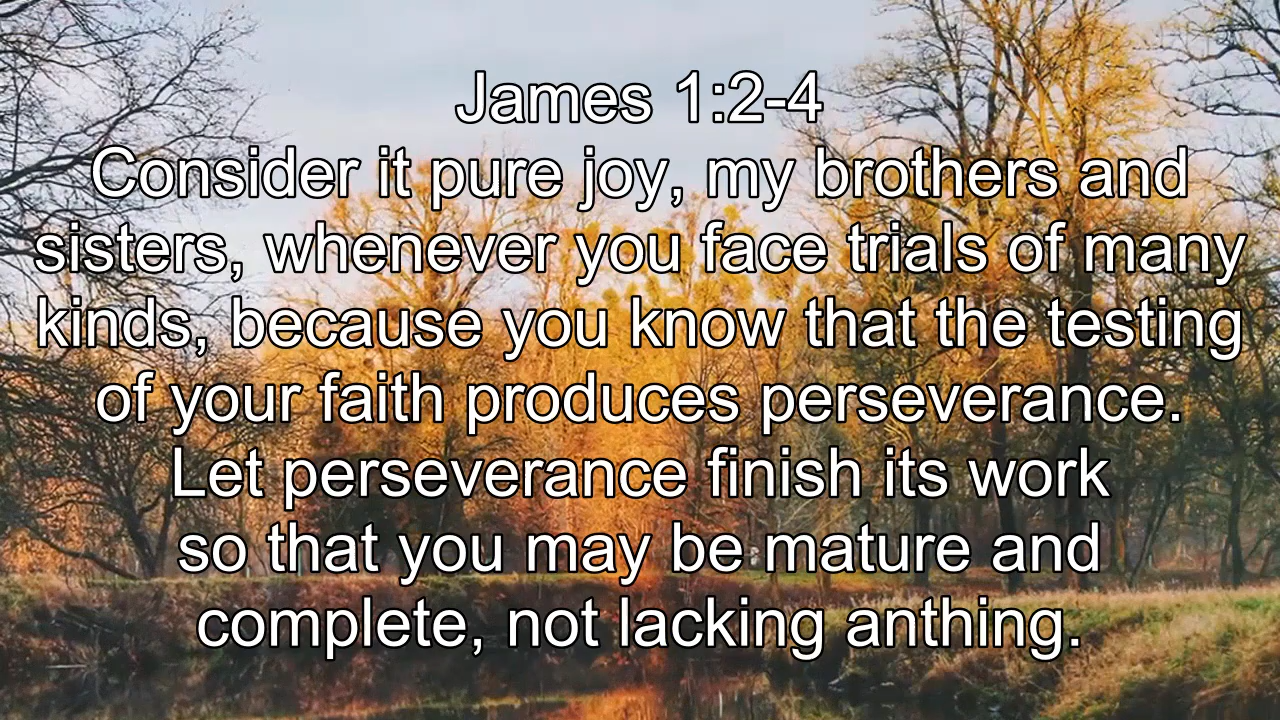 James 1:2-4
Consider it pure joy, my brothers and
sisters, whenever you face trials of many
kinds, because you know that the testing
of your faith produces perseverance.
Let perseverance finish its work
so that you may be mature and
complete, not lacking anthing.